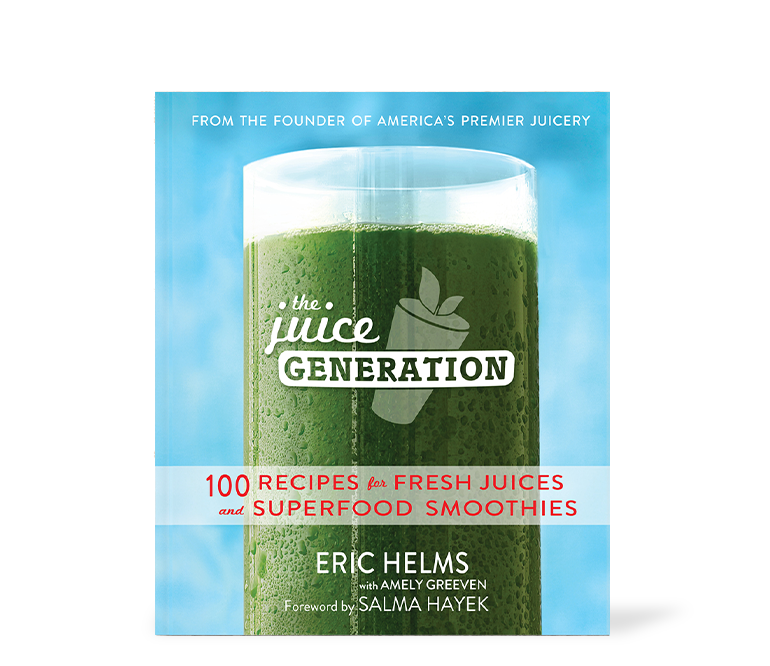 FROM THE FOUNDER OF AMERICA'S PREMIER JUICERY
the
juice
GENERATION
100 RECIPES for FRESH JUICES
and SUPERFOOD SMOOTHIES
ERIC HELMS
with AMELY GREEVEN
Foreword by SALMA HAYEK